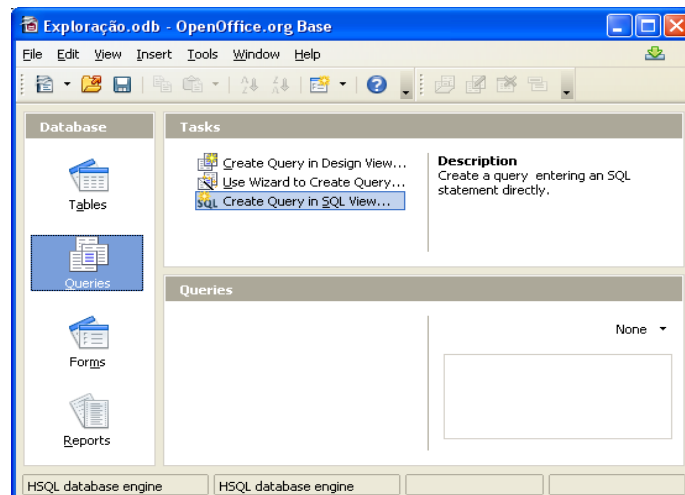 Exploração.odb - OpenOffice.org Base
File Edit View Insert Tools Window Help
Database
Tasks
Tables
Queries
Forms
Reports
Create Query in Design View...
Use Wizard to Create Query...
SQL Create Query in SQL View...
Description
Create a query entering an SQL
statement directly.
Queries
None
HSQL database engine HSQL database engine